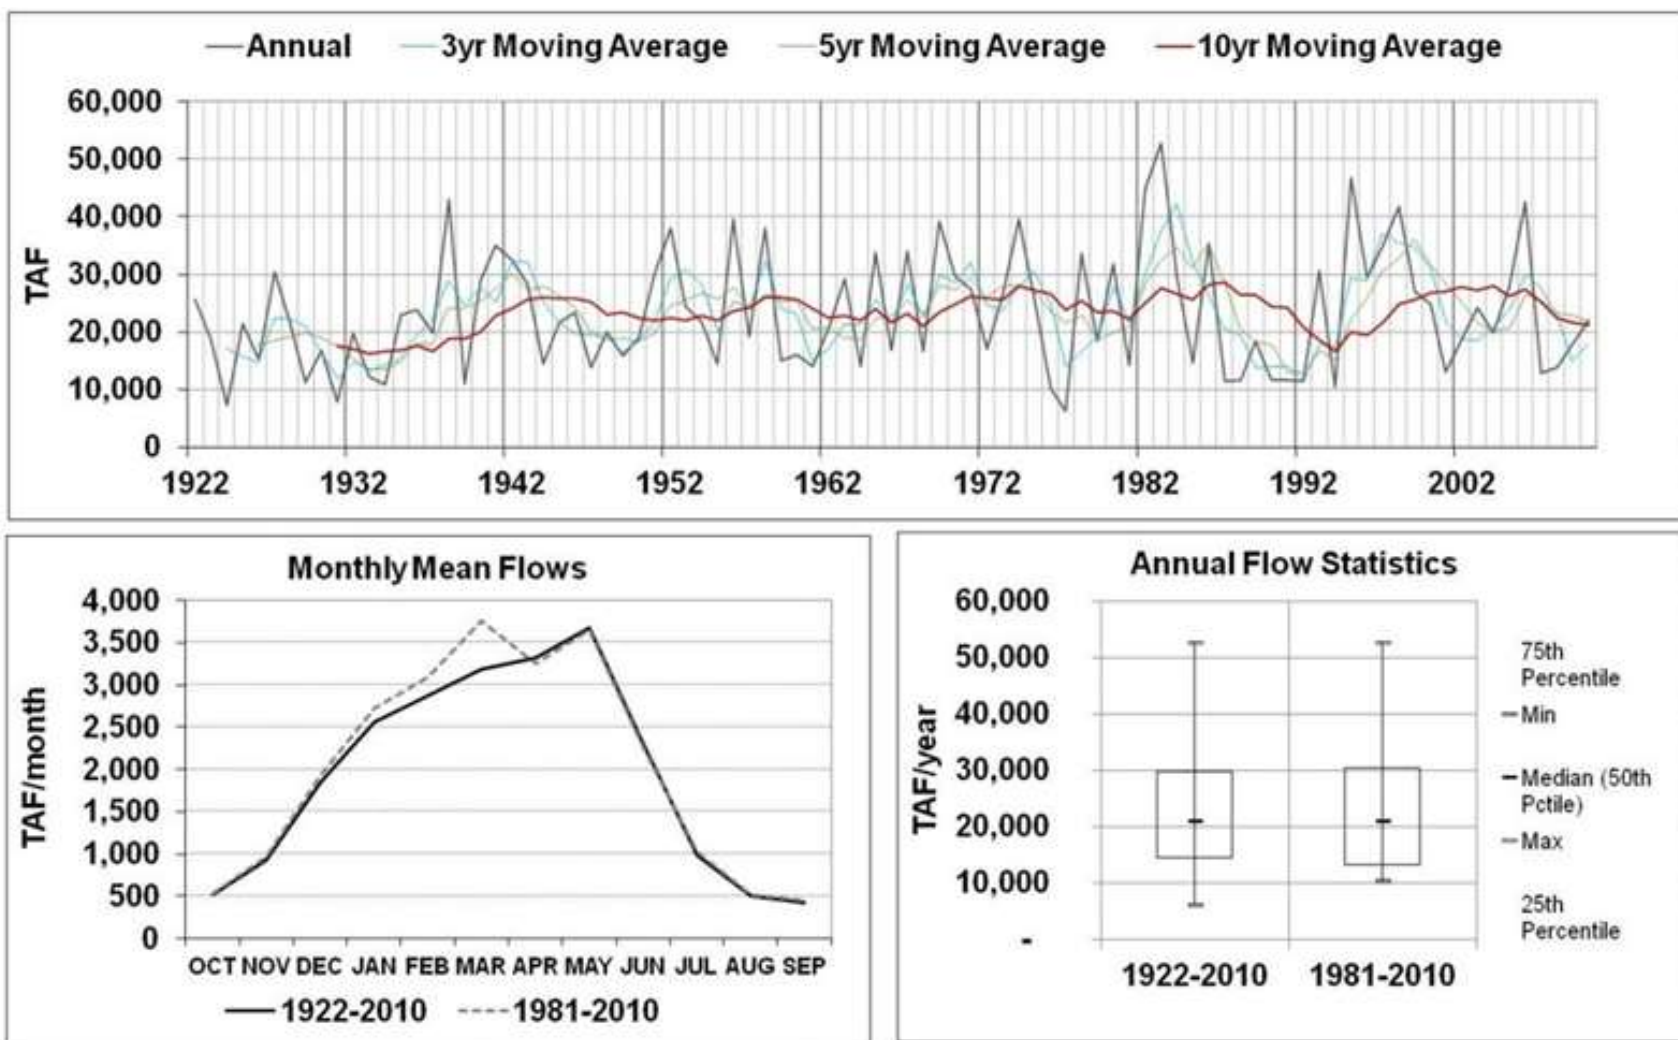 Annual 3yr Moving Average 5yr Moving Average 10yr Moving Average
60,000
50,000
40,000
30,000
20,000
10,000
0
TAF
1922 1932 1942 1952 1962 1972 1982 1992 2002
Monthly Mean Flows
4,000
3,500
3,000
2,500
2,000
1,500
1,000
500
0
TAF/month
OCT NOV DEC JAN FEB MAR APR MAY JUN JUL AUG SEP
1922-2010 1981-2010
Annual Flow Statistics
60,000
50,000
40,000
30,000
20,000
10,000
-
TAF/year
1922-2010 1981-2010
75th
Percentile
Min
Median (50th
Pctile)
Max
25th
Percentile